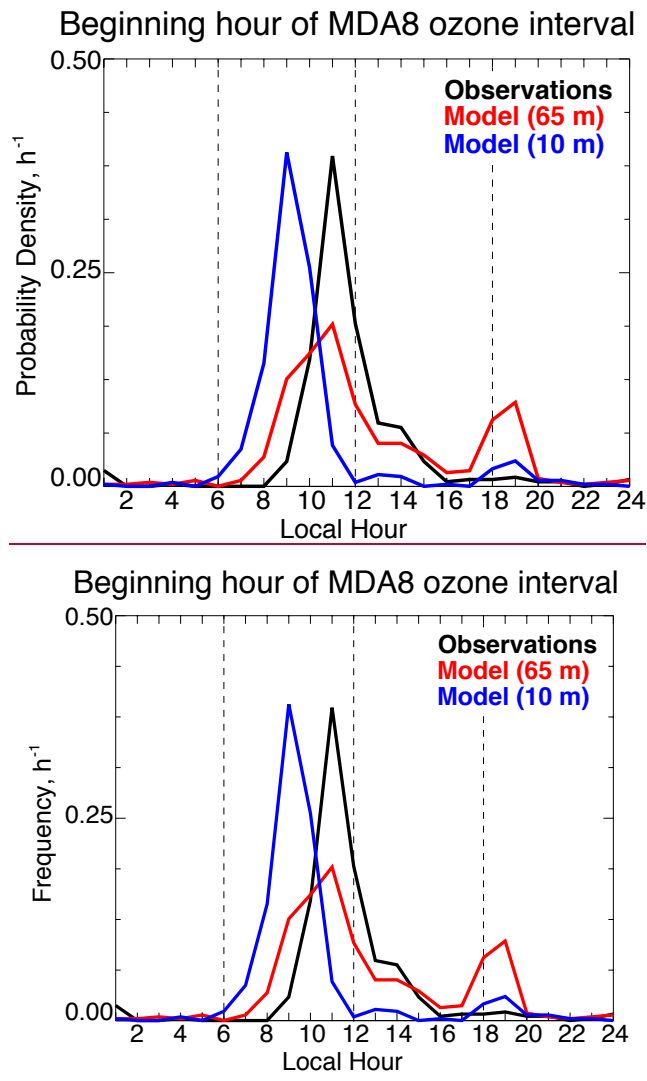 Beginning hour of MDA8 ozone interval
0.50
Observations
Model (65 m)
Model (10 m)
Probability Density, h⁻¹
0.25
0.00
2 4 6 8 10 12 14 16 18 20 22 24
Local Hour
Beginning hour of MDA8 ozone interval
0.50
Observations
Model (65 m)
Model (10 m)
Frequency, h⁻¹
0.25
0.00
2 4 6 8 10 12 14 16 18 20 22 24
Local Hour